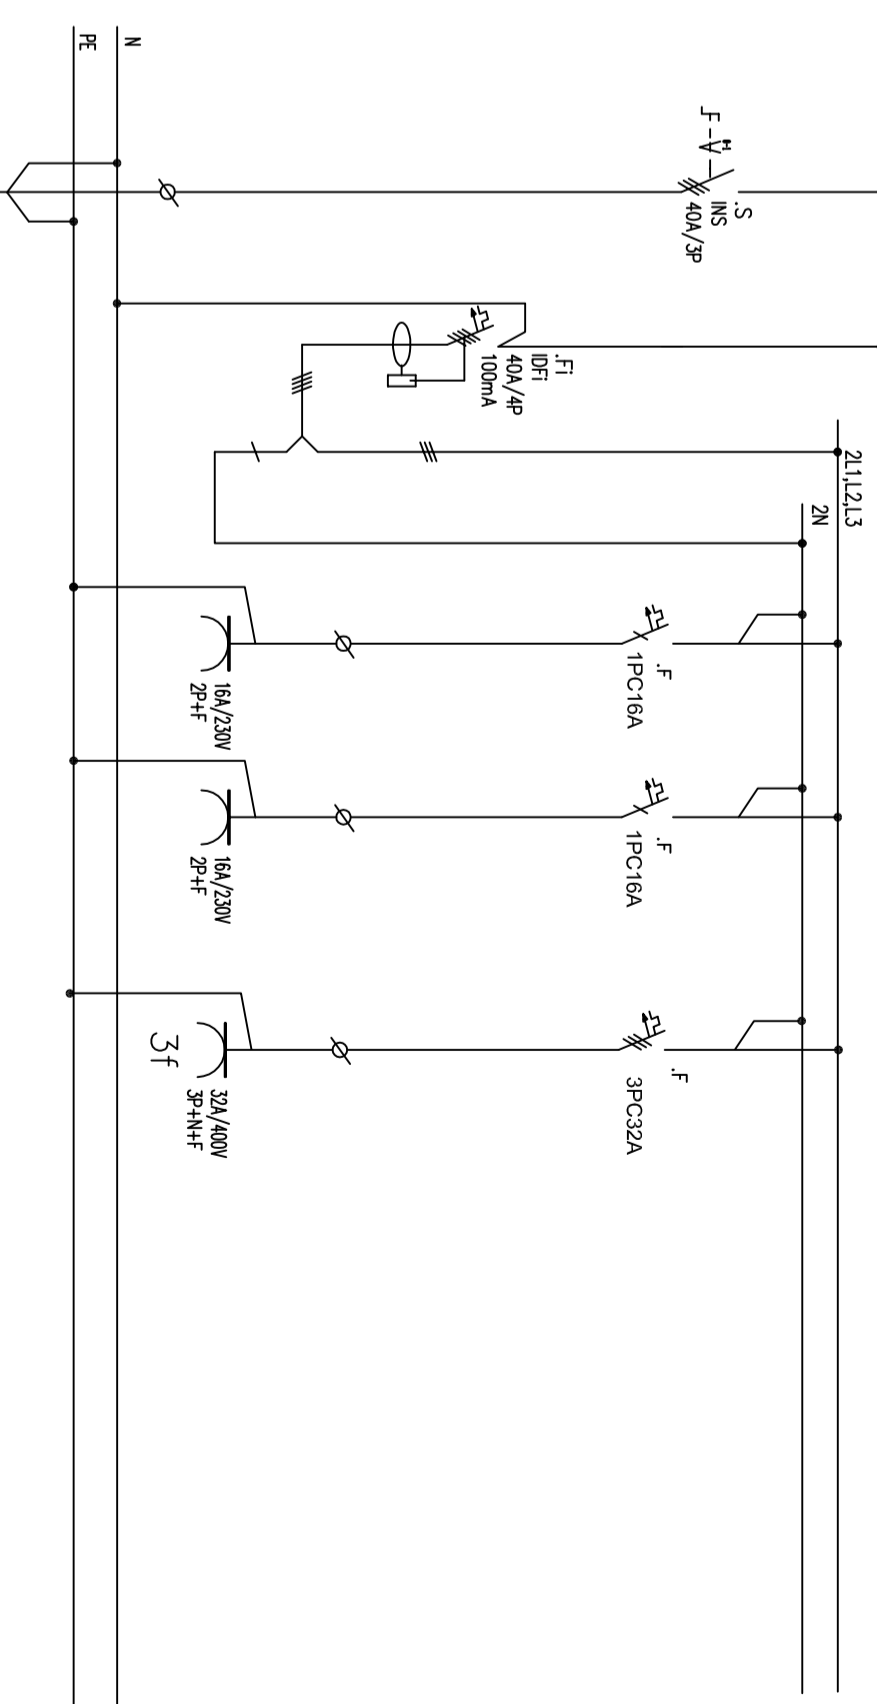 PE
N
.S
INS
40A/3P
.Fi
IDFi
40A/4P
100mA
2L1,L2,L3
2N
.F
1PC16A
16A/230V
2P+F
.F
1PC16A
16A/230V
2P+F
.F
3PC32A
32A/400V
3P+N+F
3f